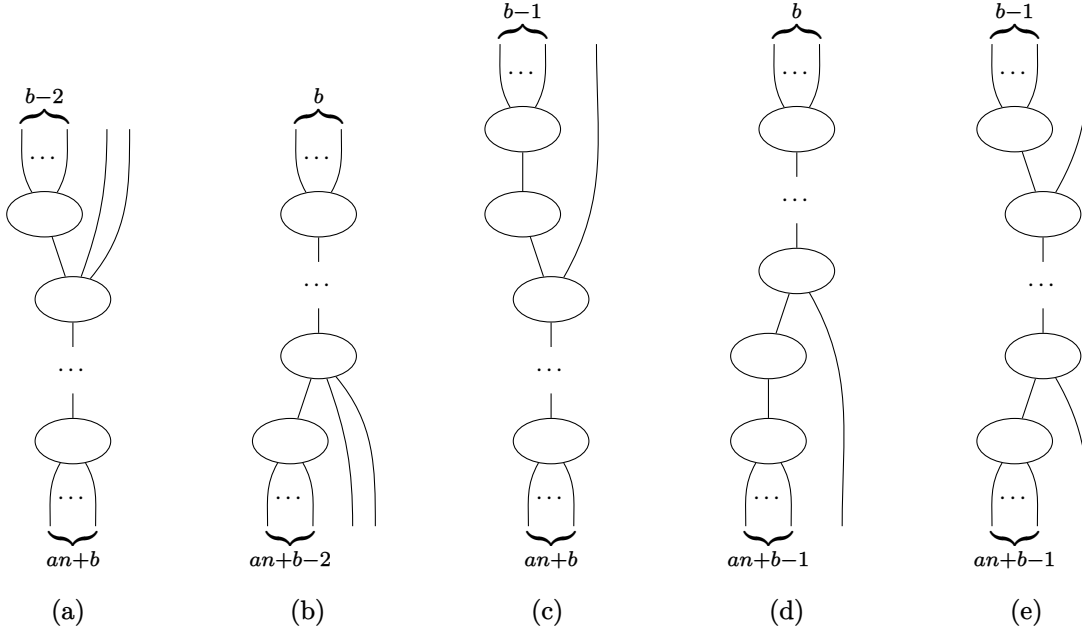 b−1 b b−1
... ... ...
b−2 b
... ...
...
... ...
... ...
... ... ... ... ...
an+b an+b−2 an+b an+b−1 an+b−1
(a) (b) (c) (d) (e)